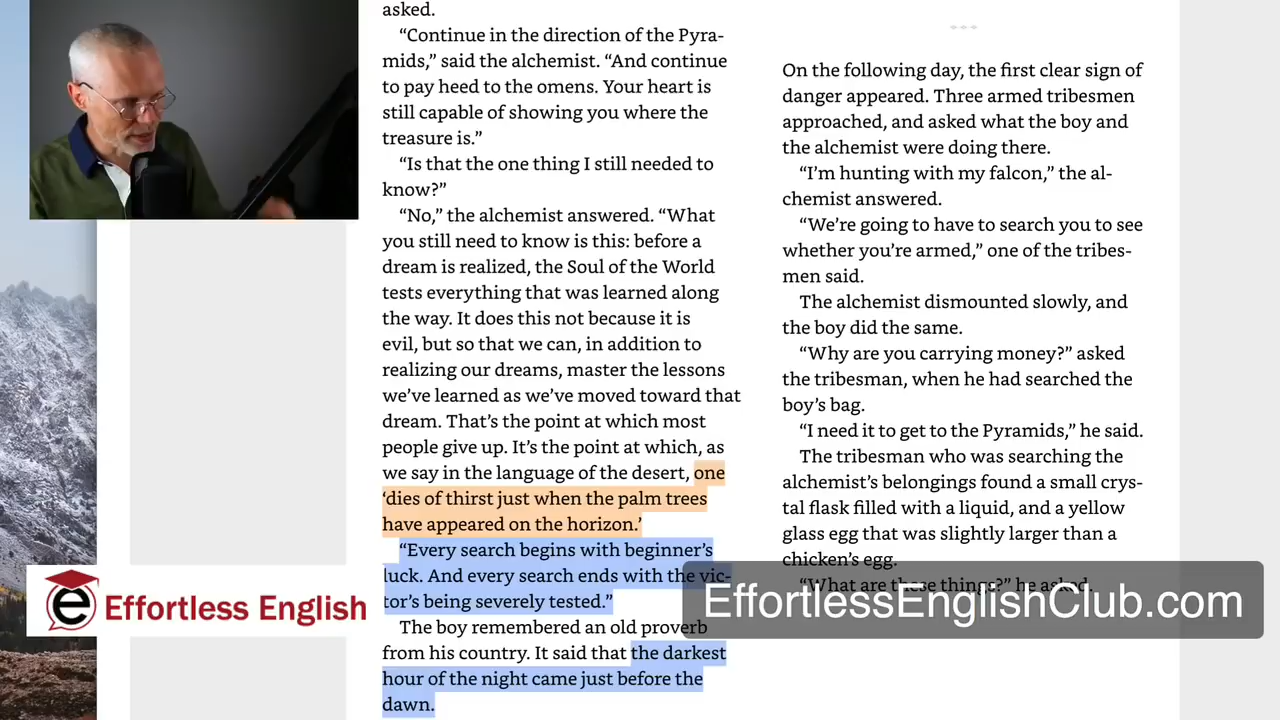 asked.
“Continue in the direction of the Pyra-
mids,” said the alchemist. “And continue
to pay heed to the omens. Your heart is
still capable of showing you where the
treasure is.”
“Is that the one thing I still needed to
know?”
“No,” the alchemist answered. “What
you still need to know is this: before a
dream is realized, the Soul of the World
tests everything that was learned along
the way. It does this not because it is
evil, but so that we can, in addition to
realizing our dreams, master the lessons
we’ve learned as we’ve moved toward that
dream. That’s the point at which most
people give up. It’s the point at which, as
we say in the language of the desert, one
‘dies of thirst just when the palm trees
have appeared on the horizon.’
“Every search begins with beginner’s
luck. And every search ends with the vic-
tor’s being severely tested.”
The boy remembered an old proverb
from his country. It said that the darkest
hour of the night came just before the
dawn.
On the following day, the first clear sign of
danger appeared. Three armed tribesmen
approached, and asked what the boy and
the alchemist were doing there.
“I’m hunting with my falcon,” the al-
chemist answered.
“We’re going to have to search you to see
whether you’re armed,” one of the tribes-
men said.
The alchemist dismounted slowly, and
the boy did the same.
“Why are you carrying money?” asked
the tribesman, when he had searched the
boy’s bag.
“I need it to get to the Pyramids,” he said.
The tribesman who was searching the
alchemist’s belongings found a small crys-
tal flask filled with a liquid, and a yellow
glass egg that was slightly larger than a
chicken’s egg.
“What are these things?” he asked.
e Effortless English
EffortlessEnglishClub.com